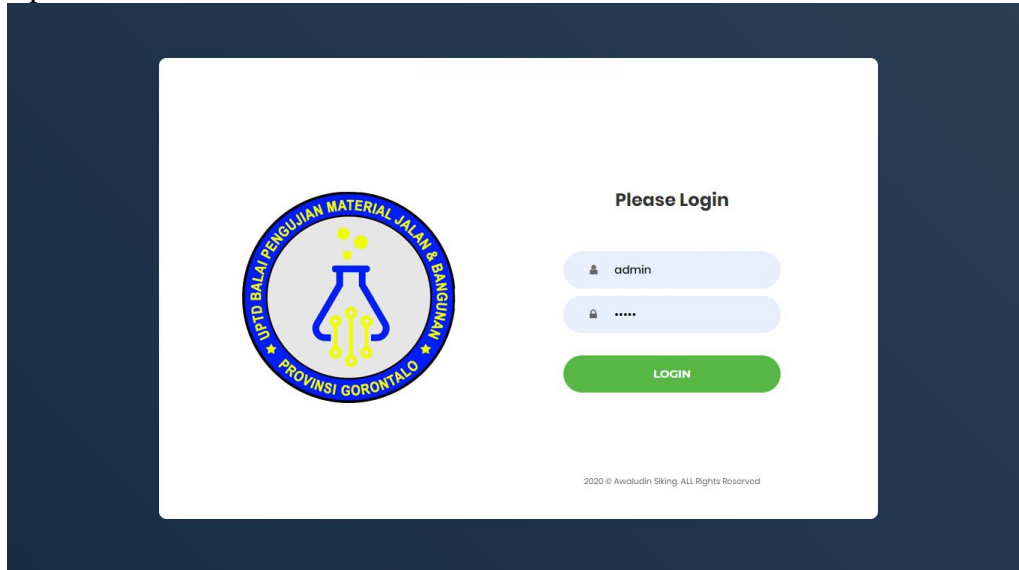 UPTD BALAI PENGUJIAN MATERIAL JALAN & BANGUNAN
PROVINSI GORONTALO
Please Login
admin
•••••
LOGIN
2020 © Awaludin Siking. ALL Rights Reserved